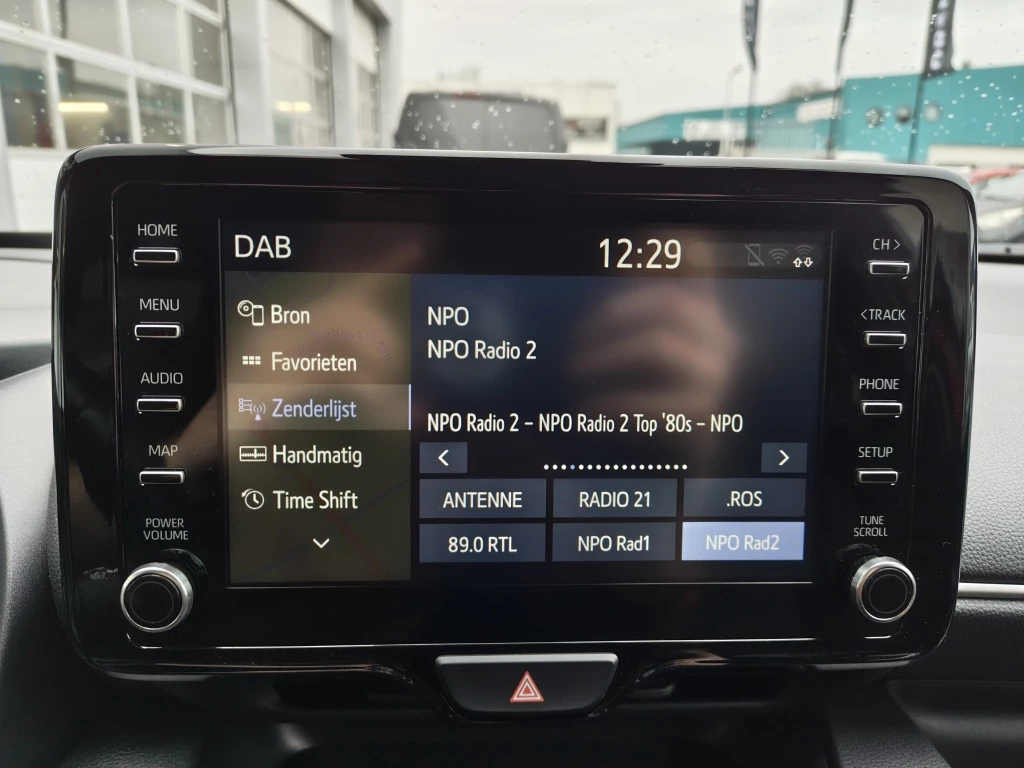 HOME
MENU
AUDIO
MAP
POWER
VOLUME
DAB
12:29
Bron
Favorieten
Zenderlijst
Handmatig
Time Shift
NPO
NPO Radio 2
NPO Radio 2 – NPO Radio 2 Top '80s – NPO
ANTENNE
RADIO 21
.ROS
89.0 RTL
NPO Rad1
NPO Rad2
CH >
< TRACK
PHONE
SETUP
TUNE
SCROLL